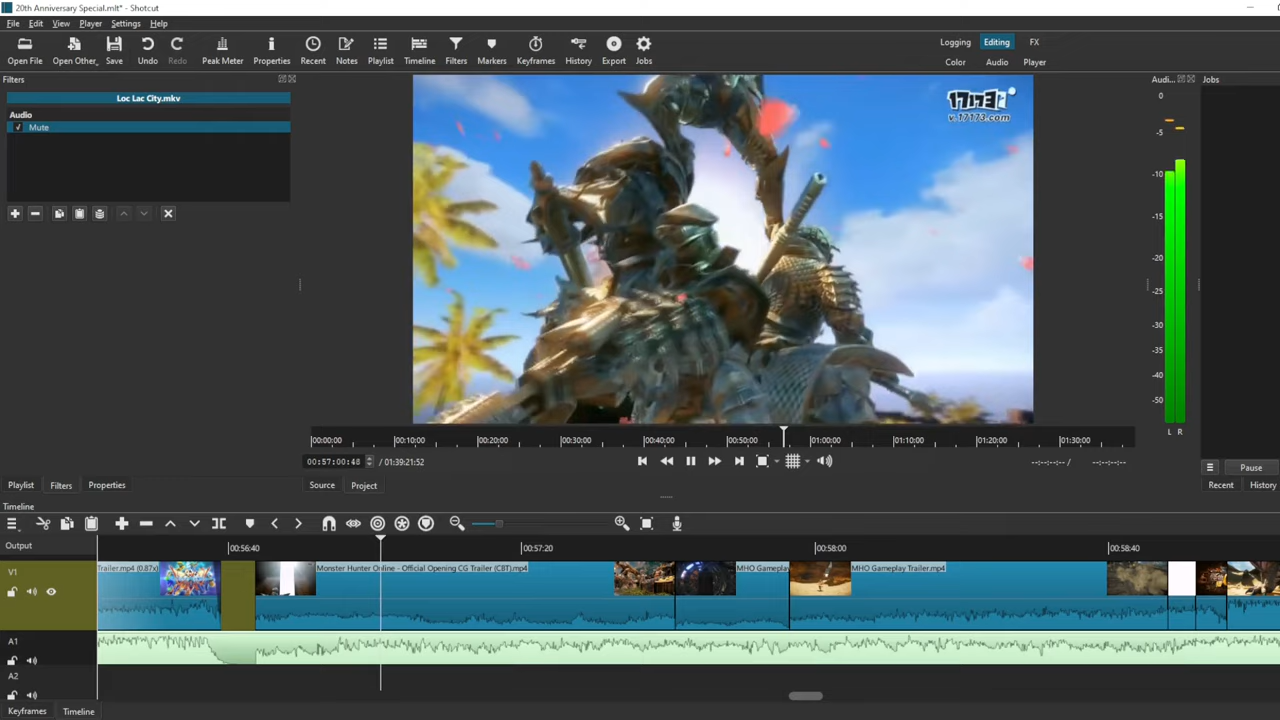 20th Anniversary Special.mlt* - Shotcut
File Edit View Player Settings Help
Open File Open Other.. Save Undo Redo Peak Meter Properties Recent Notes Playlist Timeline Filters Markers Keyframes History Export Jobs
Logging Editing FX
Color Audio Player
Filters
Loc Lac City.mkv
Audio
Mute
17173
v.17173.com
Audi...
Jobs
0
-5
-10
-15
-20
-25
-30
-35
-40
-50
L R
00:00:00 00:10:00 00:20:00 00:30:00 00:40:00 00:50:00 01:00:00 01:10:00 01:20:00 01:30:00
00:57:00:48 / 01:39:21:52
--:--:--:-- / --:--:--:--
Pause
Playlist Filters Properties
Source Project
Recent History
Timeline
Output
00:56:40 00:57:20 00:58:00 00:58:40
V1
Trailer.mp4 (0.87x)
Monster Hunter Online - Official Opening CG Trailer (CBT).mp4
MHO Gameplay
MHO Gameplay Trailer.mp4
A1
A2
Keyframes Timeline